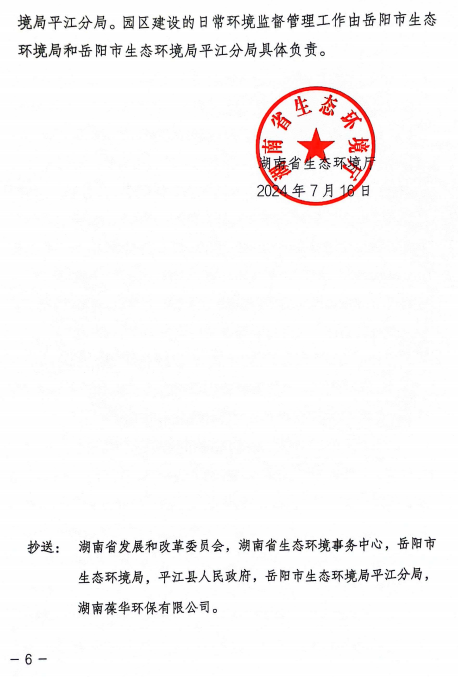 境局平江分局。园区建设的日常环境监督管理工作由岳阳市生态
环境局和岳阳市生态环境局平江分局具体负责。
湖南省生态环境厅
湖南省生态环境厅
2024年7月16日
抄送： 湖南省发展和改革委员会，湖南省生态环境事务中心，岳阳市
生态环境局，平江县人民政府，岳阳市生态环境局平江分局，
湖南葆华环保有限公司。
－6－